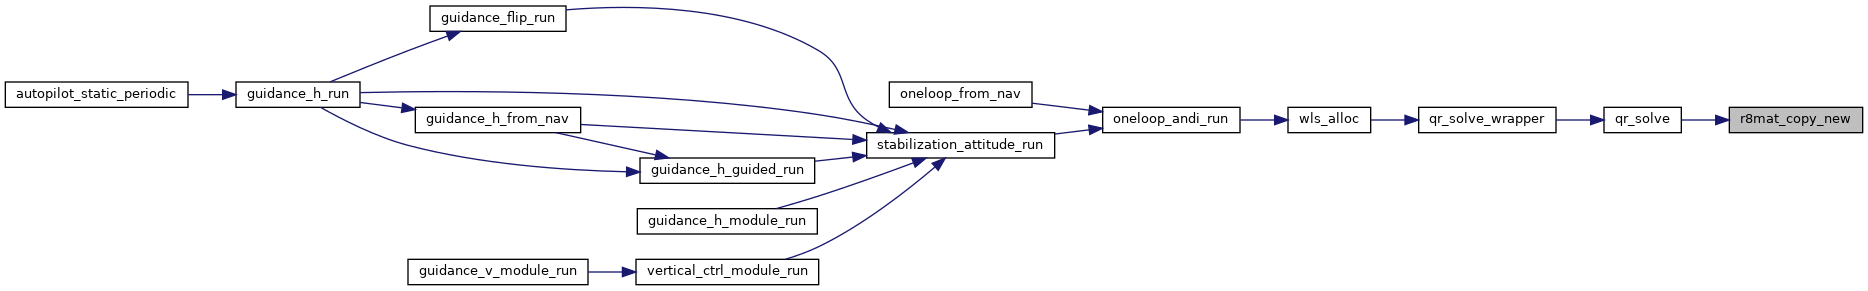 guidance_flip_run
autopilot_static_periodic
guidance_h_run
oneloop_from_nav
guidance_h_from_nav
oneloop_andi_run
wls_alloc
qr_solve_wrapper
qr_solve
r8mat_copy_new
stabilization_attitude_run
guidance_h_guided_run
guidance_h_module_run
guidance_v_module_run
vertical_ctrl_module_run